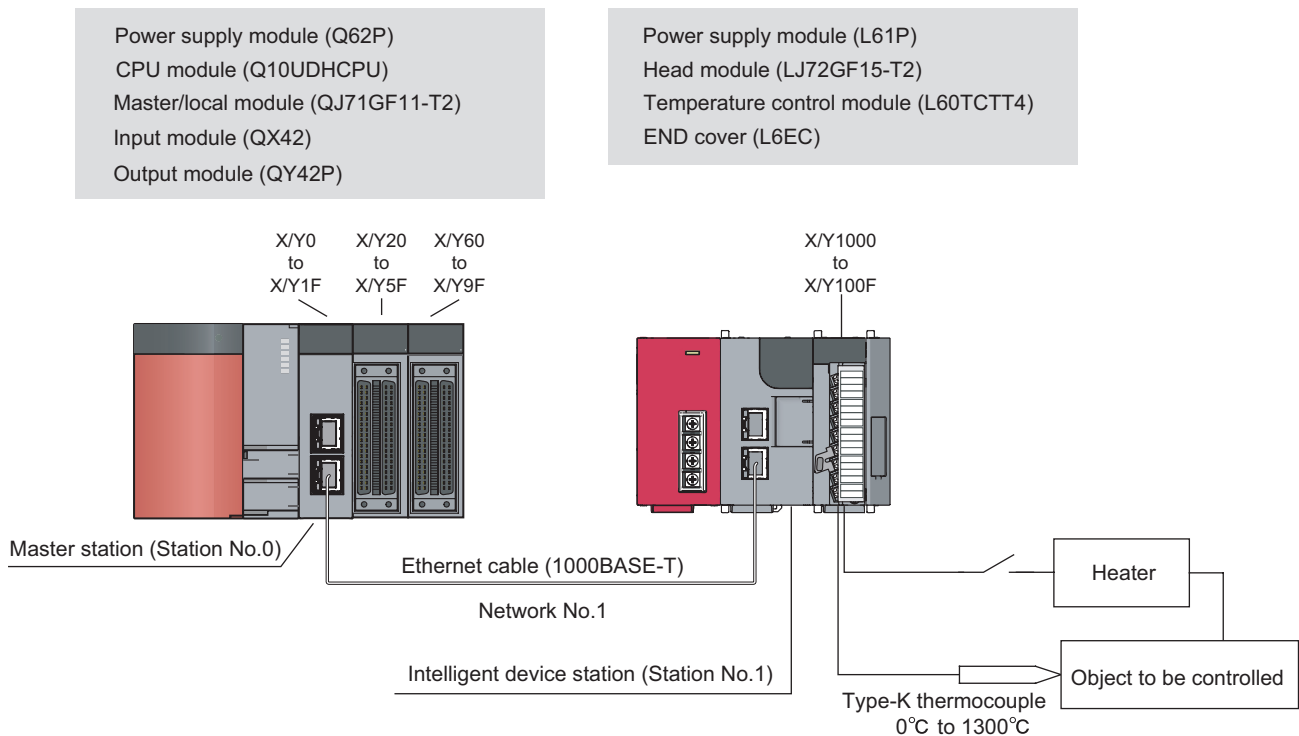 Power supply module (Q62P)
CPU module (Q10UDHCPU)
Master/local module (QJ71GF11-T2)
Input module (QX42)
Output module (QY42P)
Power supply module (L61P)
Head module (LJ72GF15-T2)
Temperature control module (L60TCTT4)
END cover (L6EC)
X/Y0
to
X/Y1F
X/Y20
to
X/Y5F
X/Y60
to
X/Y9F
X/Y1000
to
X/Y100F
Master station (Station No.0)
Ethernet cable (1000BASE-T)
Network No.1
Intelligent device station (Station No.1)
Heater
Object to be controlled
Type-K thermocouple
0℃ to 1300℃